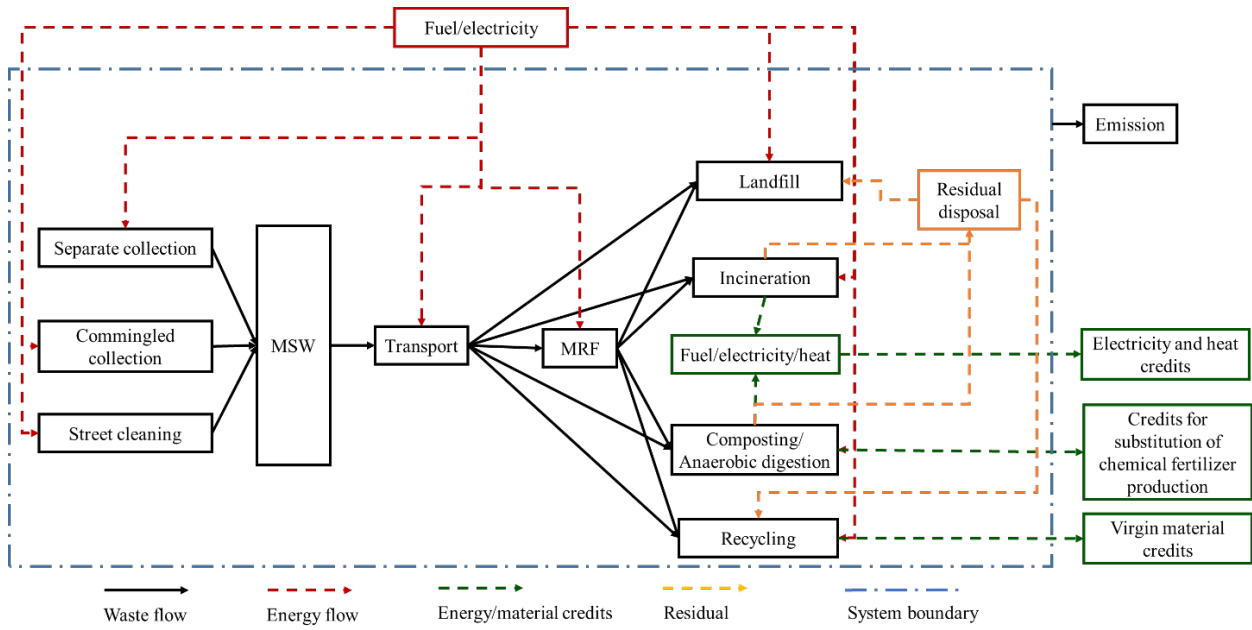 Fuel/electricity
Emission
Landfill
Residual
disposal
Separate collection
Incineration
Commingled
collection
MSW
Transport
MRF
Fuel/electricity/heat
Electricity and heat
credits
Street cleaning
Composting/
Anaerobic digestion
Credits for
substitution of
chemical fertilizer
production
Recycling
Virgin material
credits
Waste flow
Energy flow
Energy/material credits
Residual
System boundary